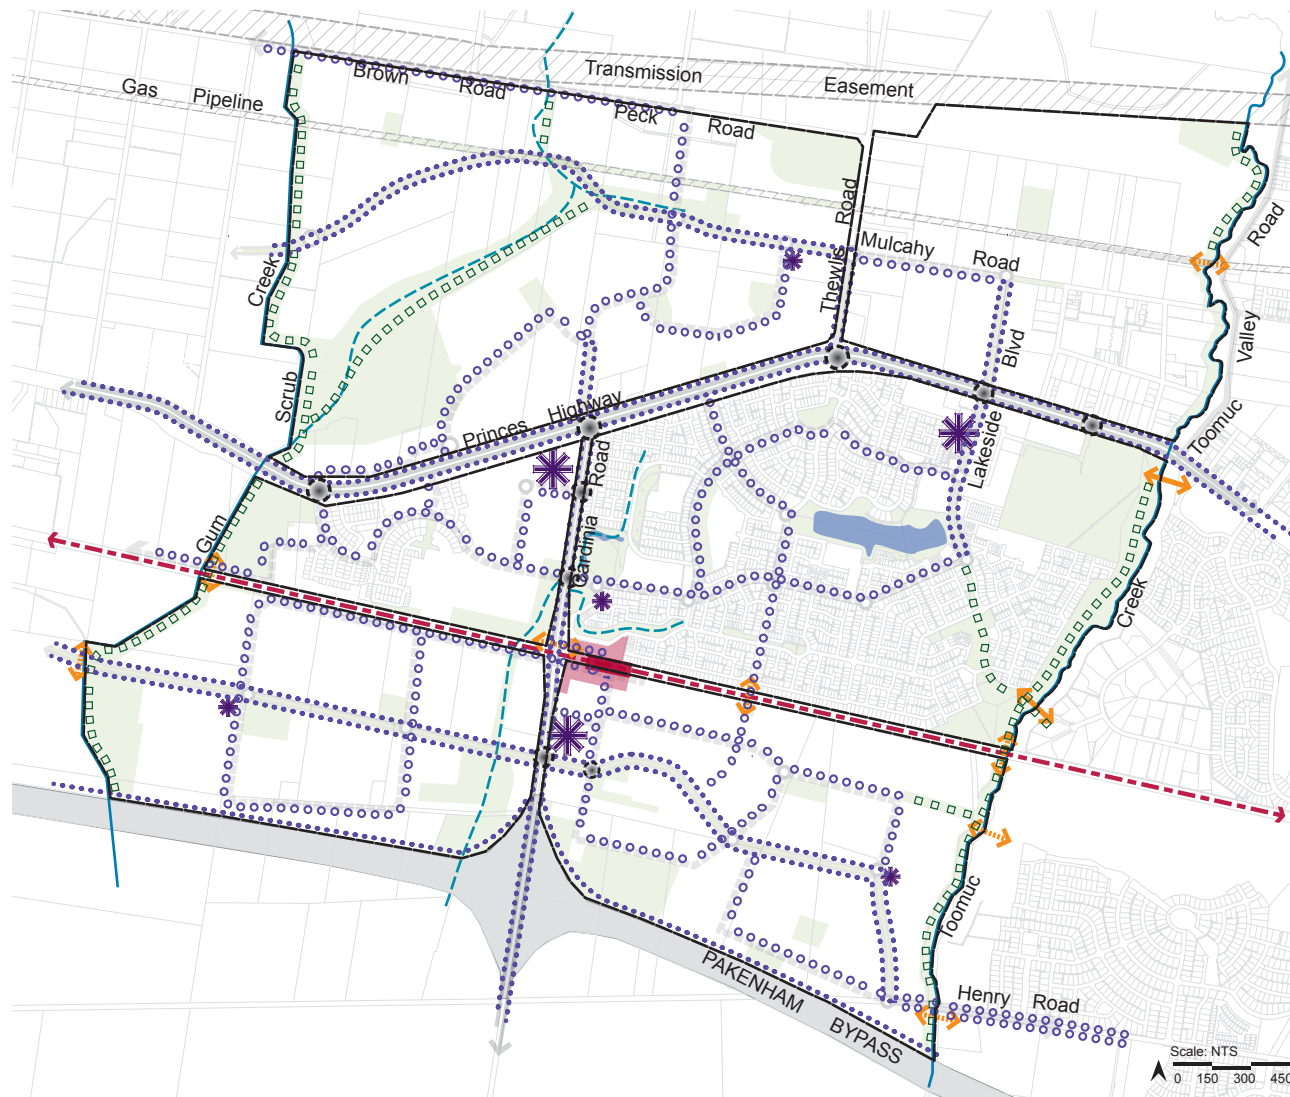 Brown Road
Transmission Easement
Gas Pipeline
Peck Road
Thewlis Road
Mulcahy Road
Valley Road
Creek
Scrub
Gum
Princes Highway
Blvd
Lakeside
Toomuc
Cardinia Road
Creek
Toomuc
PAKENHAM BYPASS
Henry Road
Scale: NTS
0 150 300 450